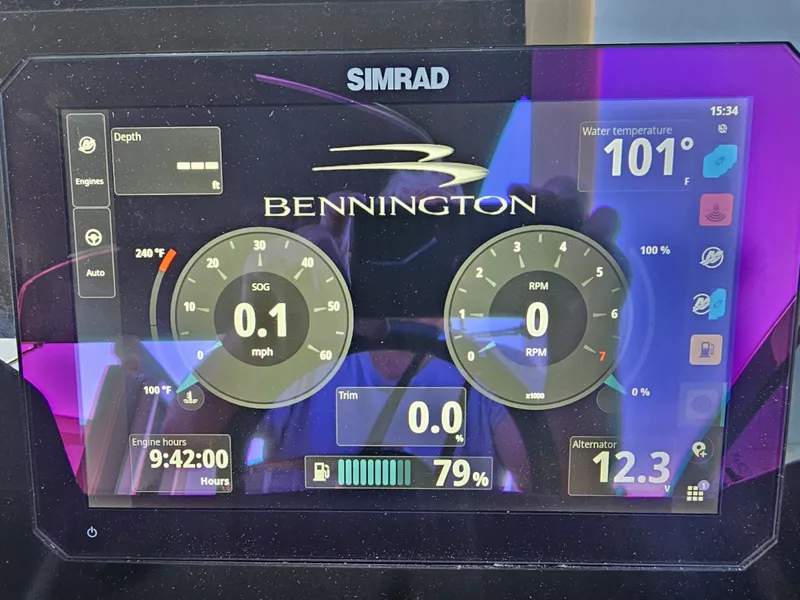 SIMRAD
15:34
Engines
Depth
---
ft
Water temperature
101°
F
BENNINGTON
Auto
240 °F
100 °F
0
10
20
30
40
50
60
SOG
0.1
mph
0
1
2
3
4
5
6
7
RPM
0
RPM
x1000
100 %
0 %
Trim
0.0
%
Engine hours
9:42:00
Hours
79%
Alternator
12.3
V
1